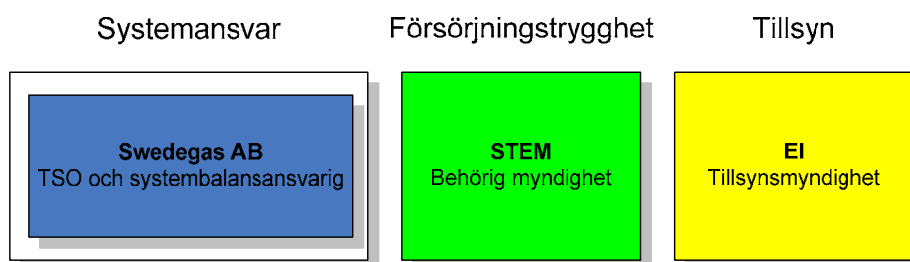 Systemansvar
Försörjningstrygghet
Tillsyn
Swedegas AB
TSO och systembalansansvarig
STEM
Behörig myndighet
EI
Tillsynsmyndighet